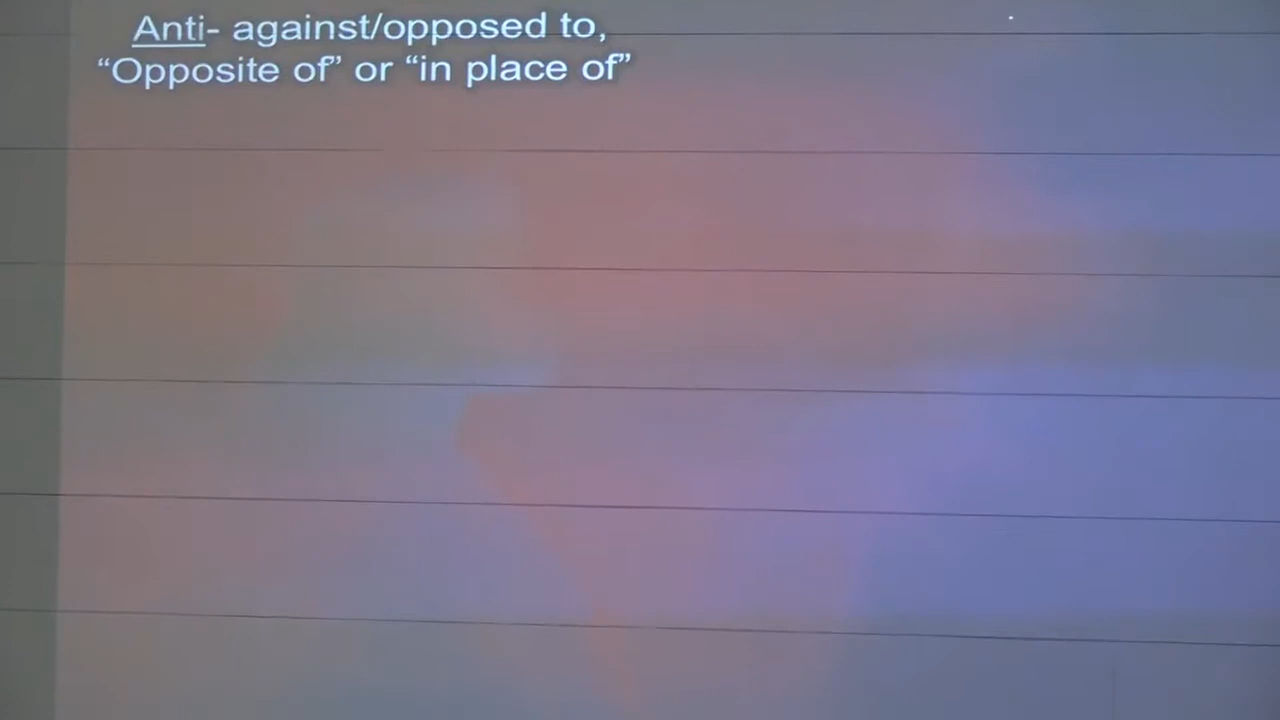 Anti- against/opposed to,
“Opposite of” or “in place of”